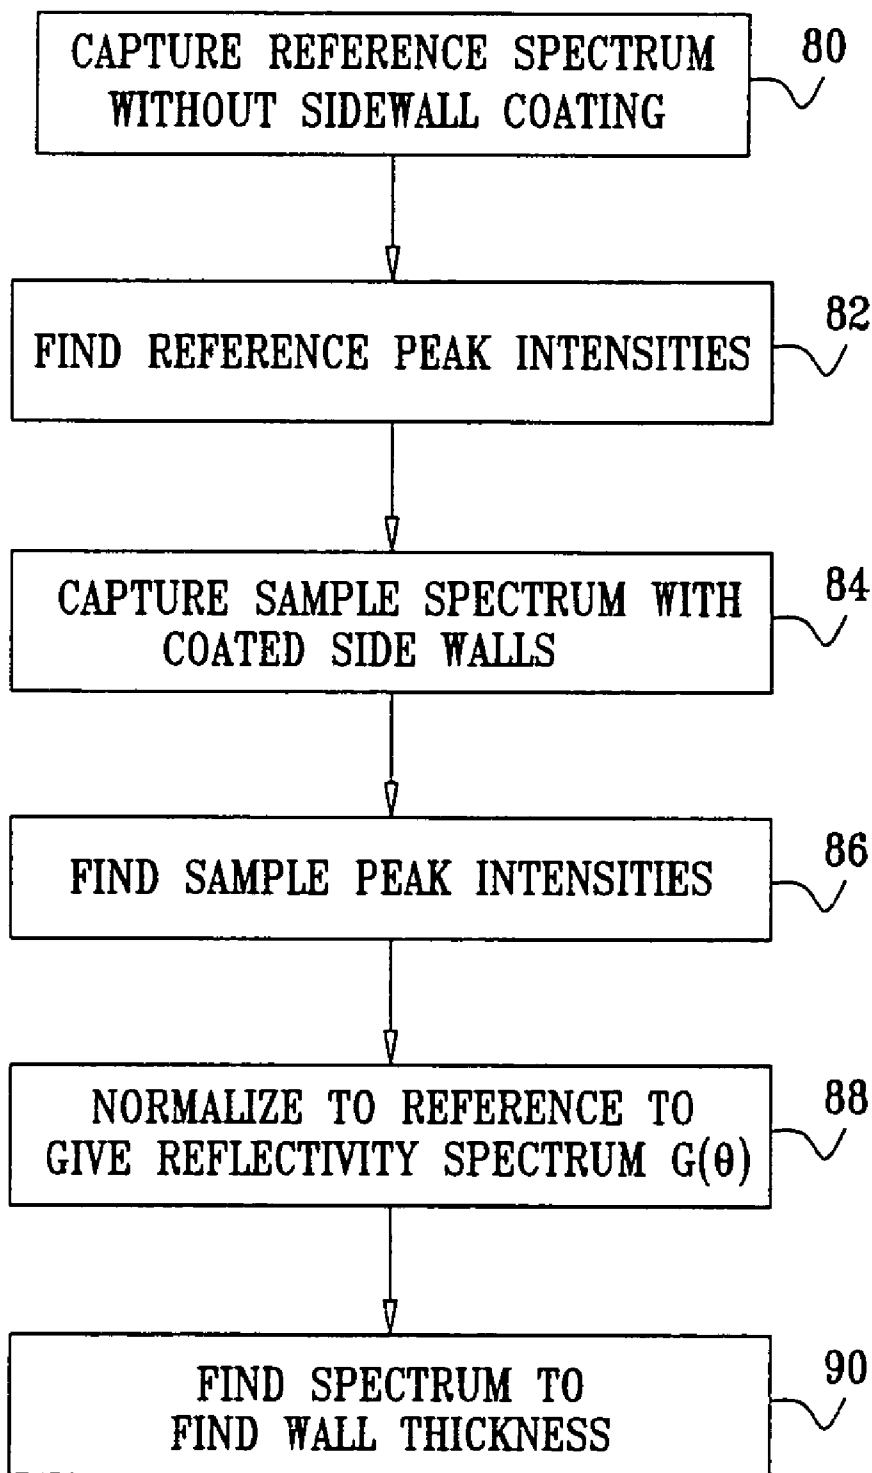 CAPTURE REFERENCE SPECTRUM
WITHOUT SIDEWALL COATING
80
FIND REFERENCE PEAK INTENSITIES
82
CAPTURE SAMPLE SPECTRUM WITH
COATED SIDE WALLS
84
FIND SAMPLE PEAK INTENSITIES
86
NORMALIZE TO REFERENCE TO
GIVE REFLECTIVITY SPECTRUM G(θ)
88
FIND SPECTRUM TO
FIND WALL THICKNESS
90